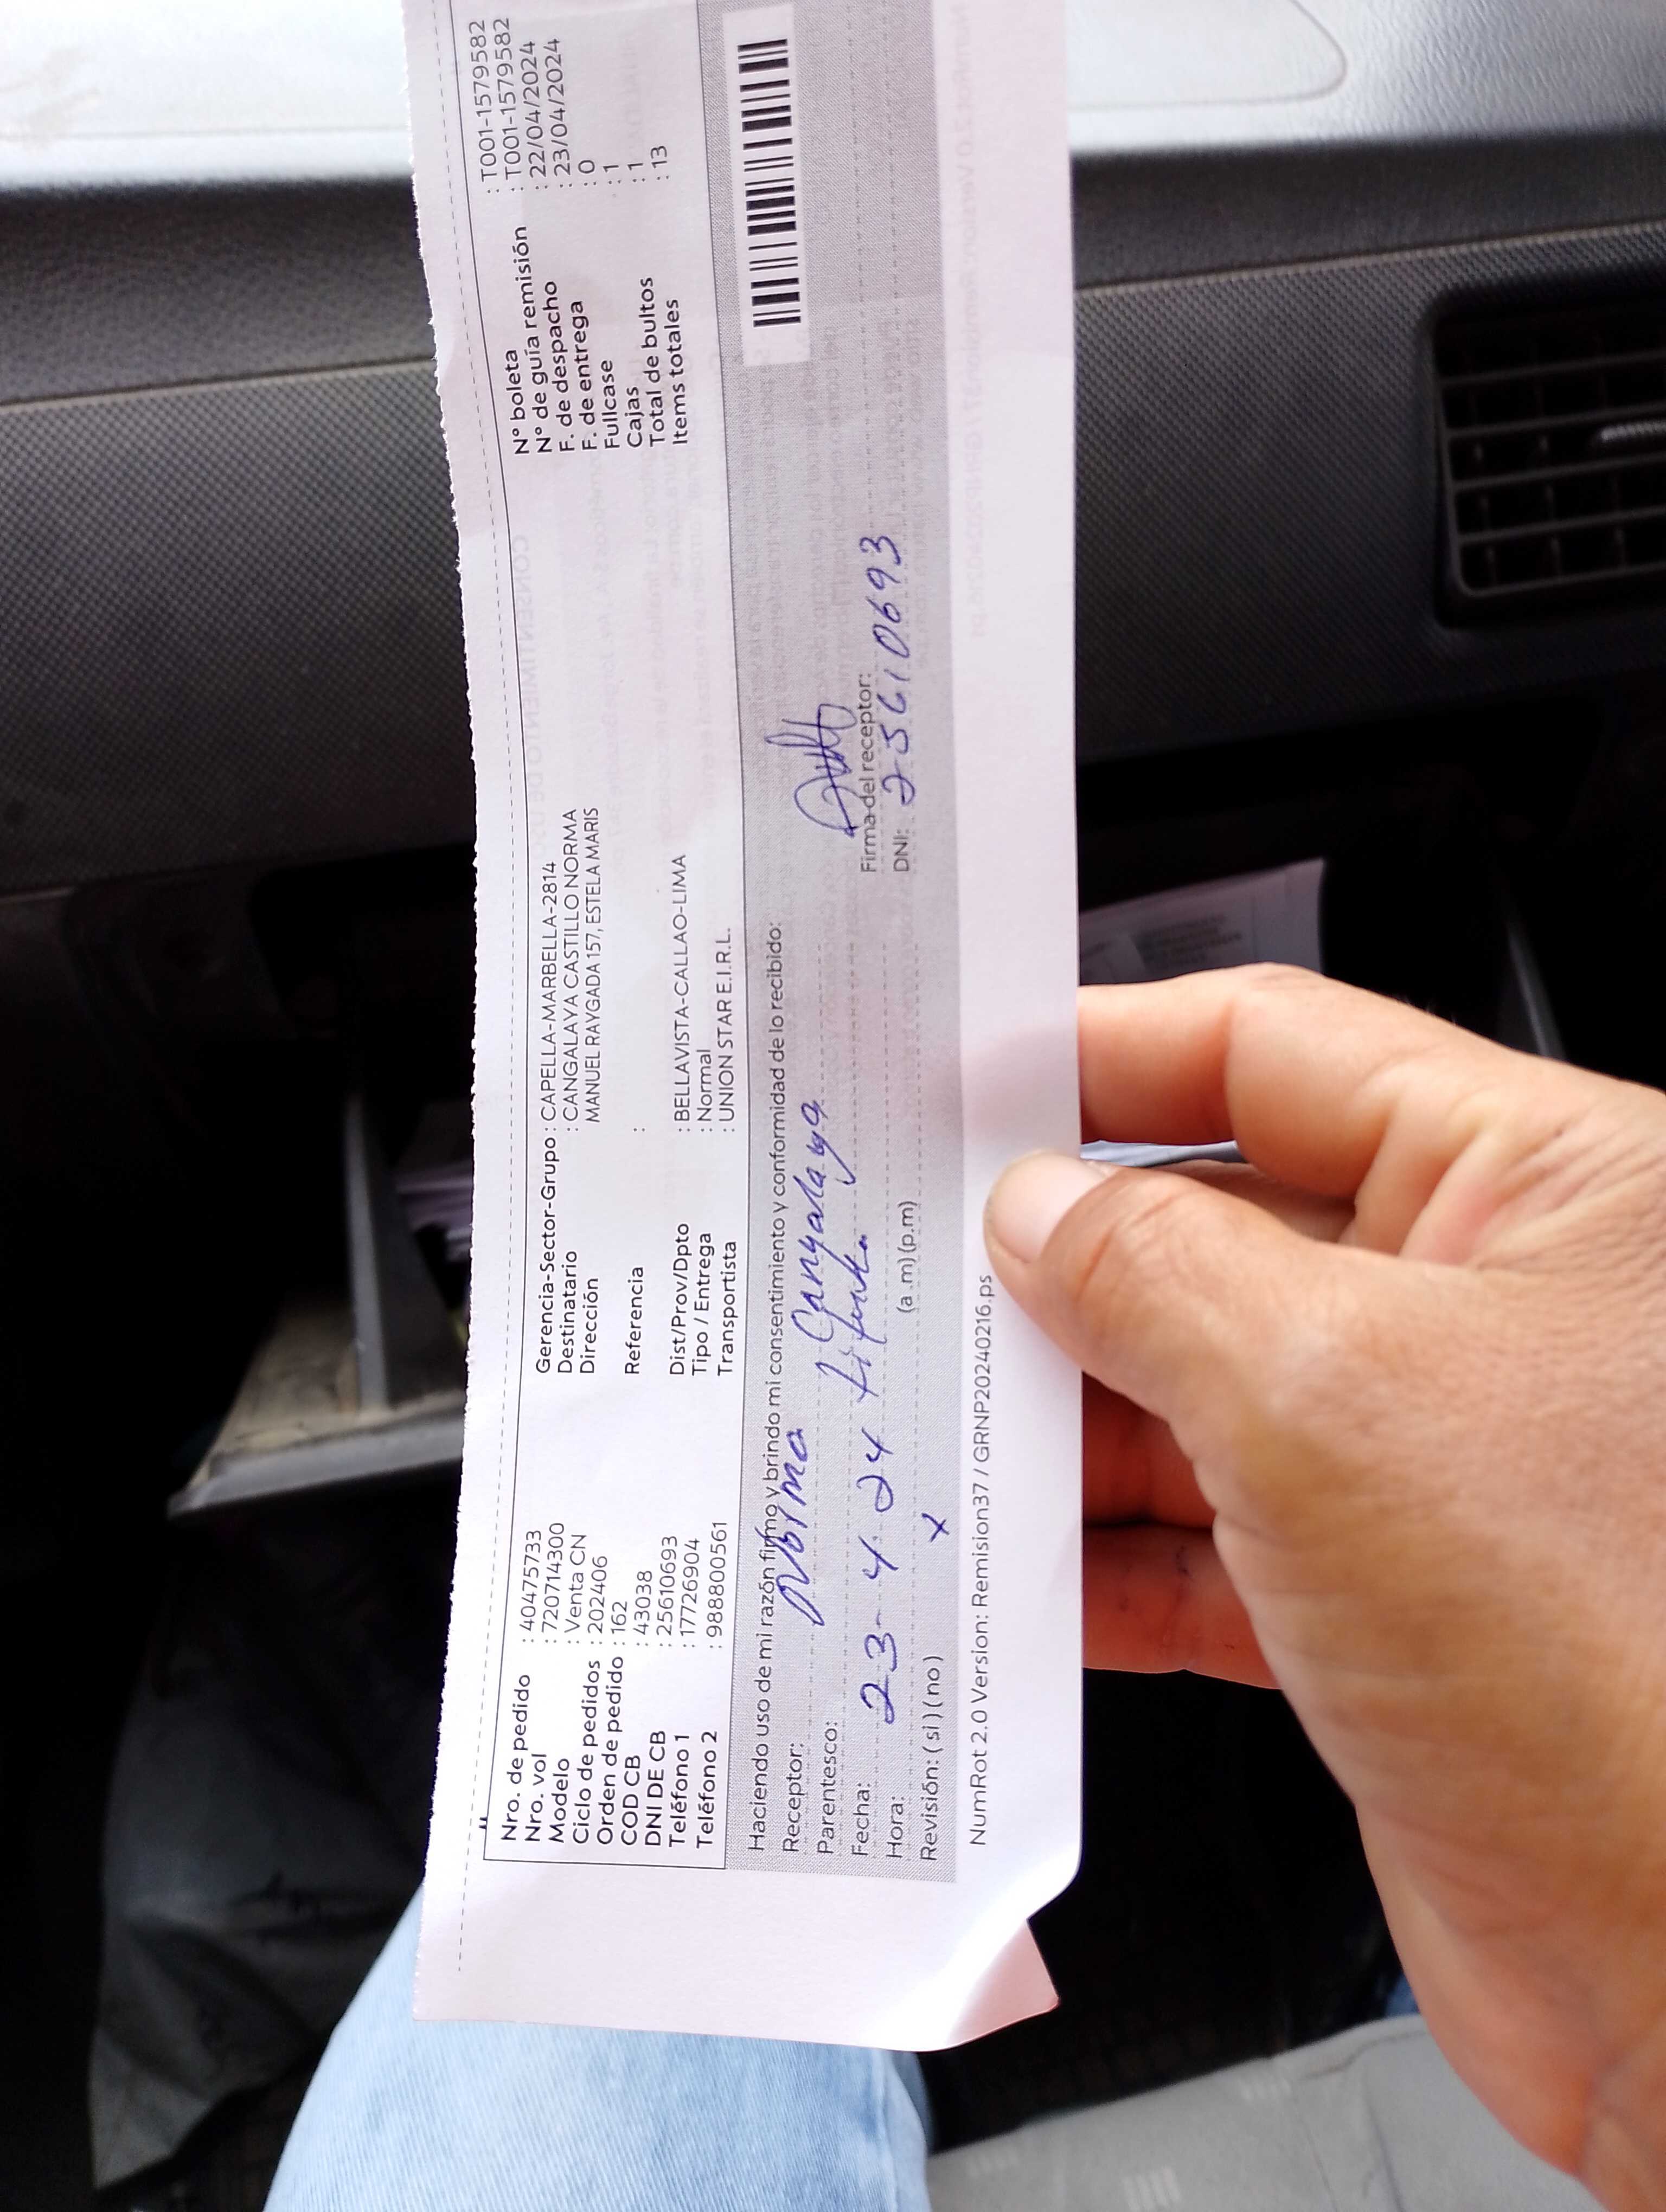 Nro. de pedido : 40475733
Nro. vol : 720714300
Modelo : Venta CN
Ciclo de pedidos : 202406
Orden de pedido : 162
COD CB : 43038
DNI DE CB : 25610693
Teléfono 1 : 17726904
Teléfono 2 : 988800561
Gerencia-Sector-Grupo : CAPELLA-MARBELLA-2814
Destinatario : CANGALAYA CASTILLO NORMA
Dirección MANUEL RAYGADA 157, ESTELA MARIS
Referencia :
Dist/Prov/Dpto : BELLAVISTA-CALLAO-LIMA
Tipo / Entrega : Normal
Transportista : UNION STAR E.I.R.L.
N° boleta : T001-1579582
N° de guía remisión : T001-1579582
F. de despacho : 22/04/2024
F. de entrega : 23/04/2024
Fullcase : 0
Cajas : 1
Total de bultos : 1
Items totales : 13
Haciendo uso de mi razón firmo y brindo mi consentimiento y conformidad de lo recibido:
Receptor: Norma Cangalaya
Parentesco:
Fecha: 23-4-24
Hora: (a .m) (p.m)
Revisión: ( si ) ( no ) x
Firma del receptor:
DNI: 25610693
NumRot 2.0 Version: Remision37 / GRNP20240216.ps